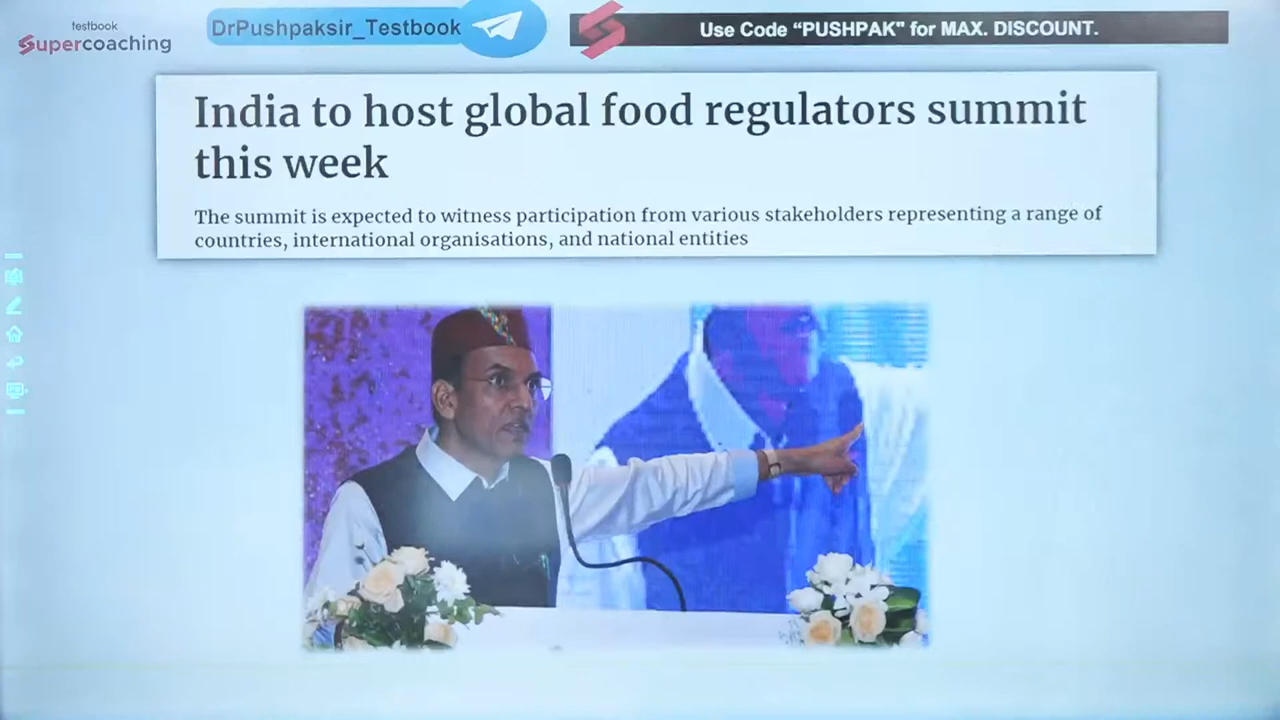 testbook
Supercoaching
DrPushpaksir_Testbook
Use Code “PUSHPAK" for MAX. DISCOUNT.
India to host global food regulators summit
this week
The summit is expected to witness participation from various stakeholders representing a range of
countries, international organisations, and national entities